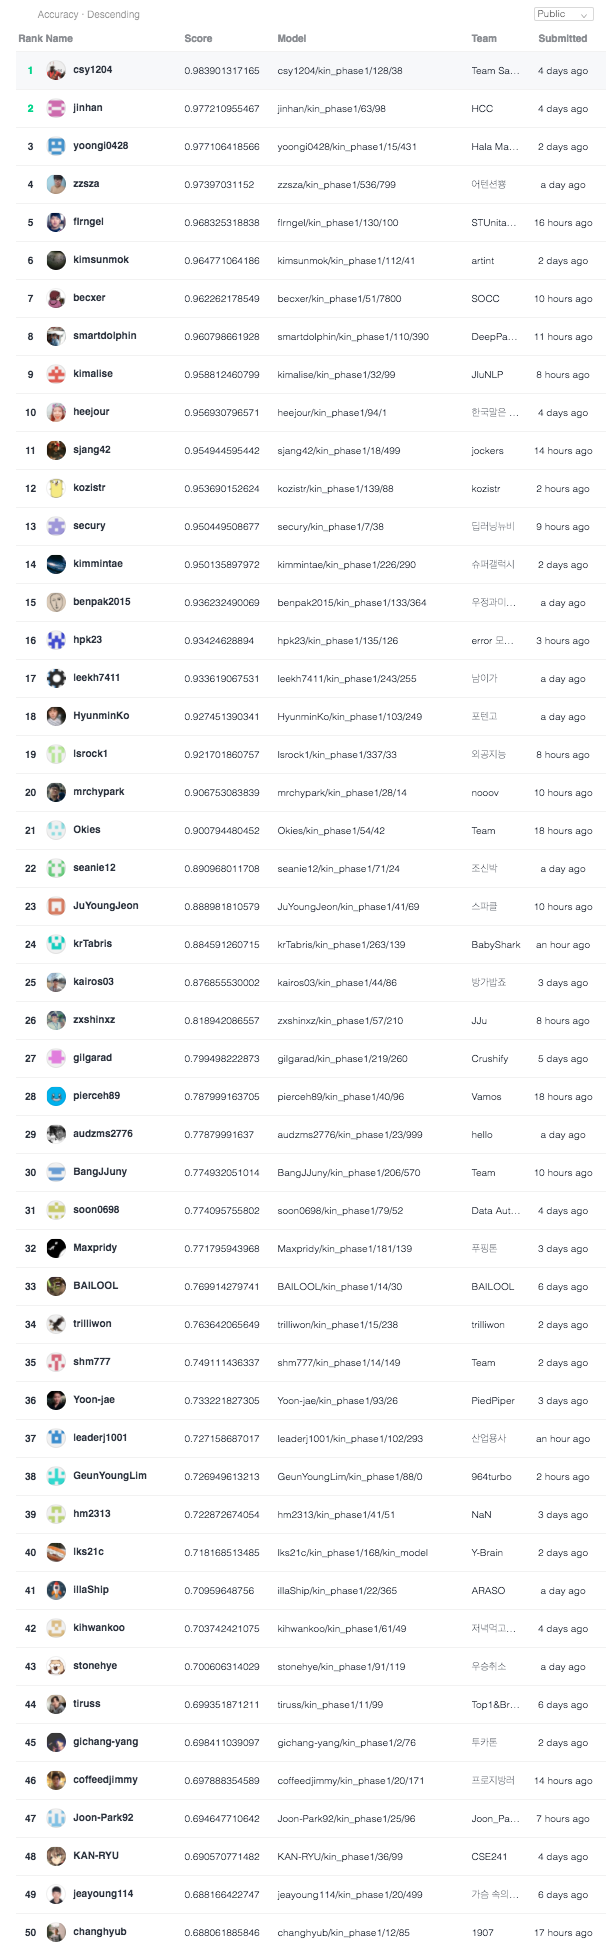 Accuracy · Descending Public
Rank Name Score Model Team Submitted
1 csy1204 0.983901317165 csy1204/kin_phase1/128/38 Team Sa... 4 days ago
2 jinhan 0.977210955467 jinhan/kin_phase1/63/98 HCC 4 days ago
3 yoongi0428 0.977106418566 yoongi0428/kin_phase1/15/431 Hala Ma... 2 days ago
4 zzsza 0.97397031152 zzsza/kin_phase1/536/799 어텐션뿅 a day ago
5 flrngel 0.968325318838 flrngel/kin_phase1/130/100 STUnita... 16 hours ago
6 kimsunmok 0.964771064186 kimsunmok/kin_phase1/112/41 artint 2 days ago
7 becxer 0.962262178549 becxer/kin_phase1/51/7800 SOCC 10 hours ago
8 smartdolphin 0.960798661928 smartdolphin/kin_phase1/110/390 DeepPa... 11 hours ago
9 kimalise 0.958812460799 kimalise/kin_phase1/32/99 JluNLP 8 hours ago
10 heejour 0.956930796571 heejour/kin_phase1/94/1 한국말은 ... 4 days ago
11 sjang42 0.954944595442 sjang42/kin_phase1/18/499 jockers 14 hours ago
12 kozistr 0.953690152624 kozistr/kin_phase1/139/88 kozistr 2 hours ago
13 secury 0.950449508677 secury/kin_phase1/7/38 딥러닝뉴비 9 hours ago
14 kimmintae 0.950135897972 kimmintae/kin_phase1/226/290 슈퍼갤럭시 2 days ago
15 benpak2015 0.936232490069 benpak2015/kin_phase1/133/364 우정과미... a day ago
16 hpk23 0.93424628894 hpk23/kin_phase1/135/126 error 모... 3 hours ago
17 leekh7411 0.933619067531 leekh7411/kin_phase1/243/255 남이가 a day ago
18 HyunminKo 0.927451390341 HyunminKo/kin_phase1/103/249 포텐고 a day ago
19 lsrock1 0.921701860757 lsrock1/kin_phase1/337/33 외공지능 8 hours ago
20 mrchypark 0.906753083839 mrchypark/kin_phase1/28/14 nooov 10 hours ago
21 Okies 0.900794480452 Okies/kin_phase1/54/42 Team 18 hours ago
22 seanie12 0.890968011708 seanie12/kin_phase1/71/24 조신박 a day ago
23 JuYoungJeon 0.888981810579 JuYoungJeon/kin_phase1/41/69 스파클 10 hours ago
24 krTabris 0.884591260715 krTabris/kin_phase1/263/139 BabyShark an hour ago
25 kairos03 0.876855530002 kairos03/kin_phase1/44/86 방가밥죠 3 days ago
26 zxshinxz 0.818942086557 zxshinxz/kin_phase1/57/210 JJu 8 hours ago
27 gilgarad 0.799498222873 gilgarad/kin_phase1/219/260 Crushify 5 days ago
28 pierceh89 0.787999163705 pierceh89/kin_phase1/40/96 Vamos 18 hours ago
29 audzms2776 0.77879991637 audzms2776/kin_phase1/23/999 hello a day ago
30 BangJJuny 0.774932051014 BangJJuny/kin_phase1/206/570 Team 10 hours ago
31 soon0698 0.774095755802 soon0698/kin_phase1/79/52 Data Aut... 4 days ago
32 Maxpridy 0.771795943968 Maxpridy/kin_phase1/181/139 푸핑톤 3 days ago
33 BAILOOL 0.769914279741 BAILOOL/kin_phase1/14/30 BAILOOL 6 days ago
34 trilliwon 0.763642065649 trilliwon/kin_phase1/15/238 trilliwon 2 days ago
35 shm777 0.749111436337 shm777/kin_phase1/14/149 Team 2 days ago
36 Yoon-jae 0.733221827305 Yoon-jae/kin_phase1/93/26 PiedPiper 3 days ago
37 leaderj1001 0.727158687017 leaderj1001/kin_phase1/102/293 산업용사 an hour ago
38 GeunYoungLim 0.726949613213 GeunYoungLim/kin_phase1/88/0 964turbo 2 hours ago
39 hm2313 0.722872674054 hm2313/kin_phase1/41/51 NaN 3 days ago
40 lks21c 0.718168513485 lks21c/kin_phase1/168/kin_model Y-Brain 2 days ago
41 illaShip 0.70959648756 illaShip/kin_phase1/22/365 ARASO a day ago
42 kihwankoo 0.703742421075 kihwankoo/kin_phase1/61/49 저녁먹고... 4 days ago
43 stonehye 0.700606314029 stonehye/kin_phase1/91/119 우승취소 a day ago
44 tiruss 0.699351871211 tiruss/kin_phase1/11/99 Top1&Br... 6 days ago
45 gichang-yang 0.698411039097 gichang-yang/kin_phase1/2/76 투카톤 2 days ago
46 coffeedjimmy 0.697888354589 coffeedjimmy/kin_phase1/20/171 프로지방러 14 hours ago
47 Joon-Park92 0.694647710642 Joon-Park92/kin_phase1/25/96 Joon_Pa... 7 hours ago
48 KAN-RYU 0.690570771482 KAN-RYU/kin_phase1/36/99 CSE241 4 days ago
49 jeayoung114 0.688166422747 jeayoung114/kin_phase1/20/499 가슴 속의... 6 days ago
50 changhyub 0.688061885846 changhyub/kin_phase1/12/85 1907 17 hours ago